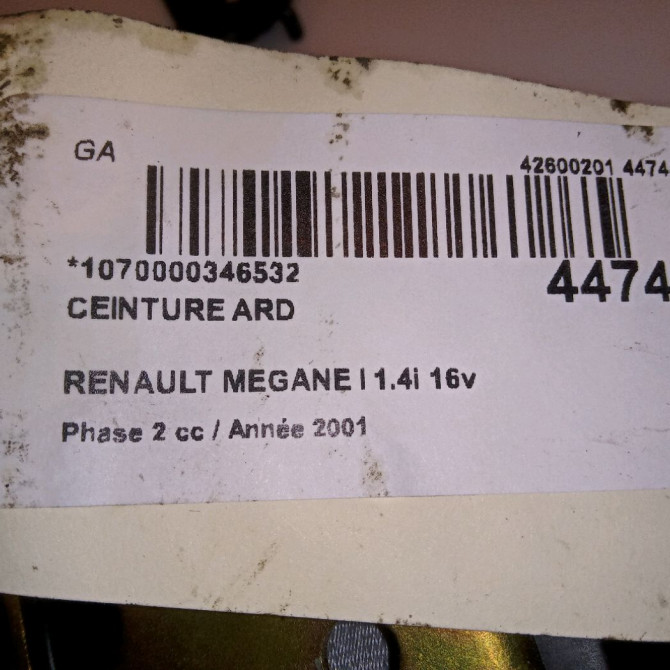 GA
42600201 4474
*1070000346532
4474
CEINTURE ARD
RENAULT MEGANE I 1.4i 16v
Phase 2 cc / Année 2001